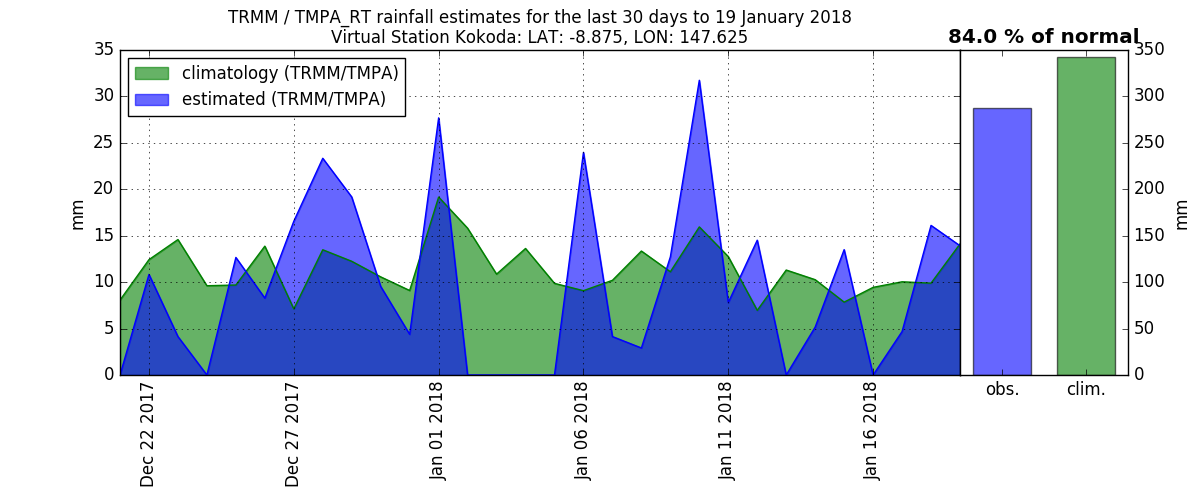 TRMM / TMPA_RT rainfall estimates for the last 30 days to 19 January 2018
Virtual Station Kokoda: LAT: -8.875, LON: 147.625
84.0 % of normal
climatology (TRMM/TMPA)
estimated (TRMM/TMPA)
35
30
25
20
15
10
5
0
mm
Dec 22 2017
Dec 27 2017
Jan 01 2018
Jan 06 2018
Jan 11 2018
Jan 16 2018
obs.
clim.
350
300
250
200
150
100
50
0
mm